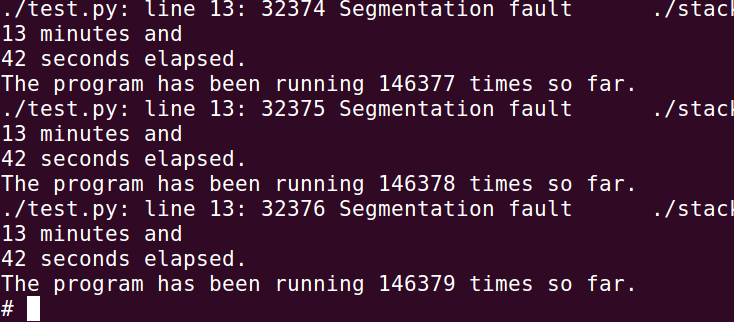 ./test.py: line 13: 32374 Segmentation fault      ./stack
13 minutes and
42 seconds elapsed.
The program has been running 146377 times so far.
./test.py: line 13: 32375 Segmentation fault      ./stack
13 minutes and
42 seconds elapsed.
The program has been running 146378 times so far.
./test.py: line 13: 32376 Segmentation fault      ./stack
13 minutes and
42 seconds elapsed.
The program has been running 146379 times so far.
#